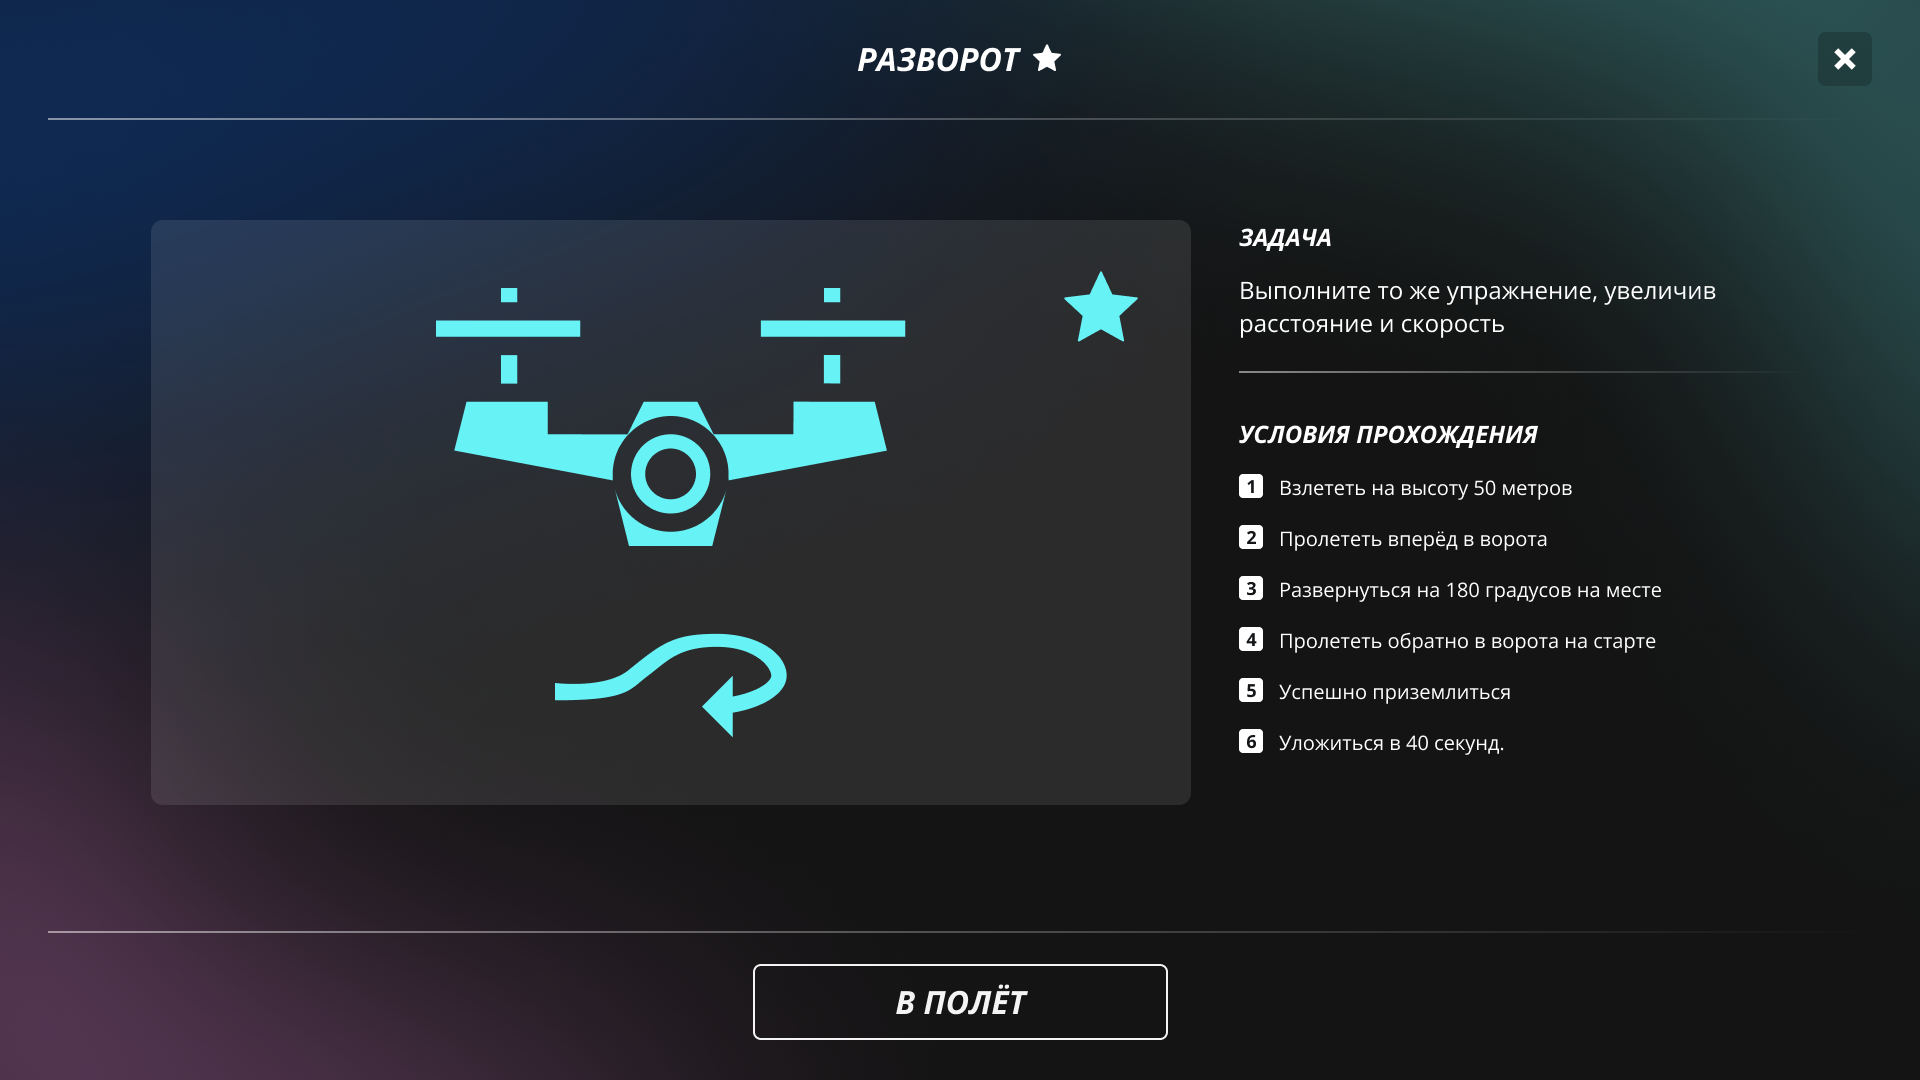 РАЗВОРОТ
ЗАДАЧА
Выполните то же упражнение, увеличив
расстояние и скорость
УСЛОВИЯ ПРОХОЖДЕНИЯ
1 Взлететь на высоту 50 метров
2 Пролететь вперёд в ворота
3 Развернуться на 180 градусов на месте
4 Пролететь обратно в ворота на старте
5 Успешно приземлиться
6 Уложиться в 40 секунд.
В ПОЛЁТ